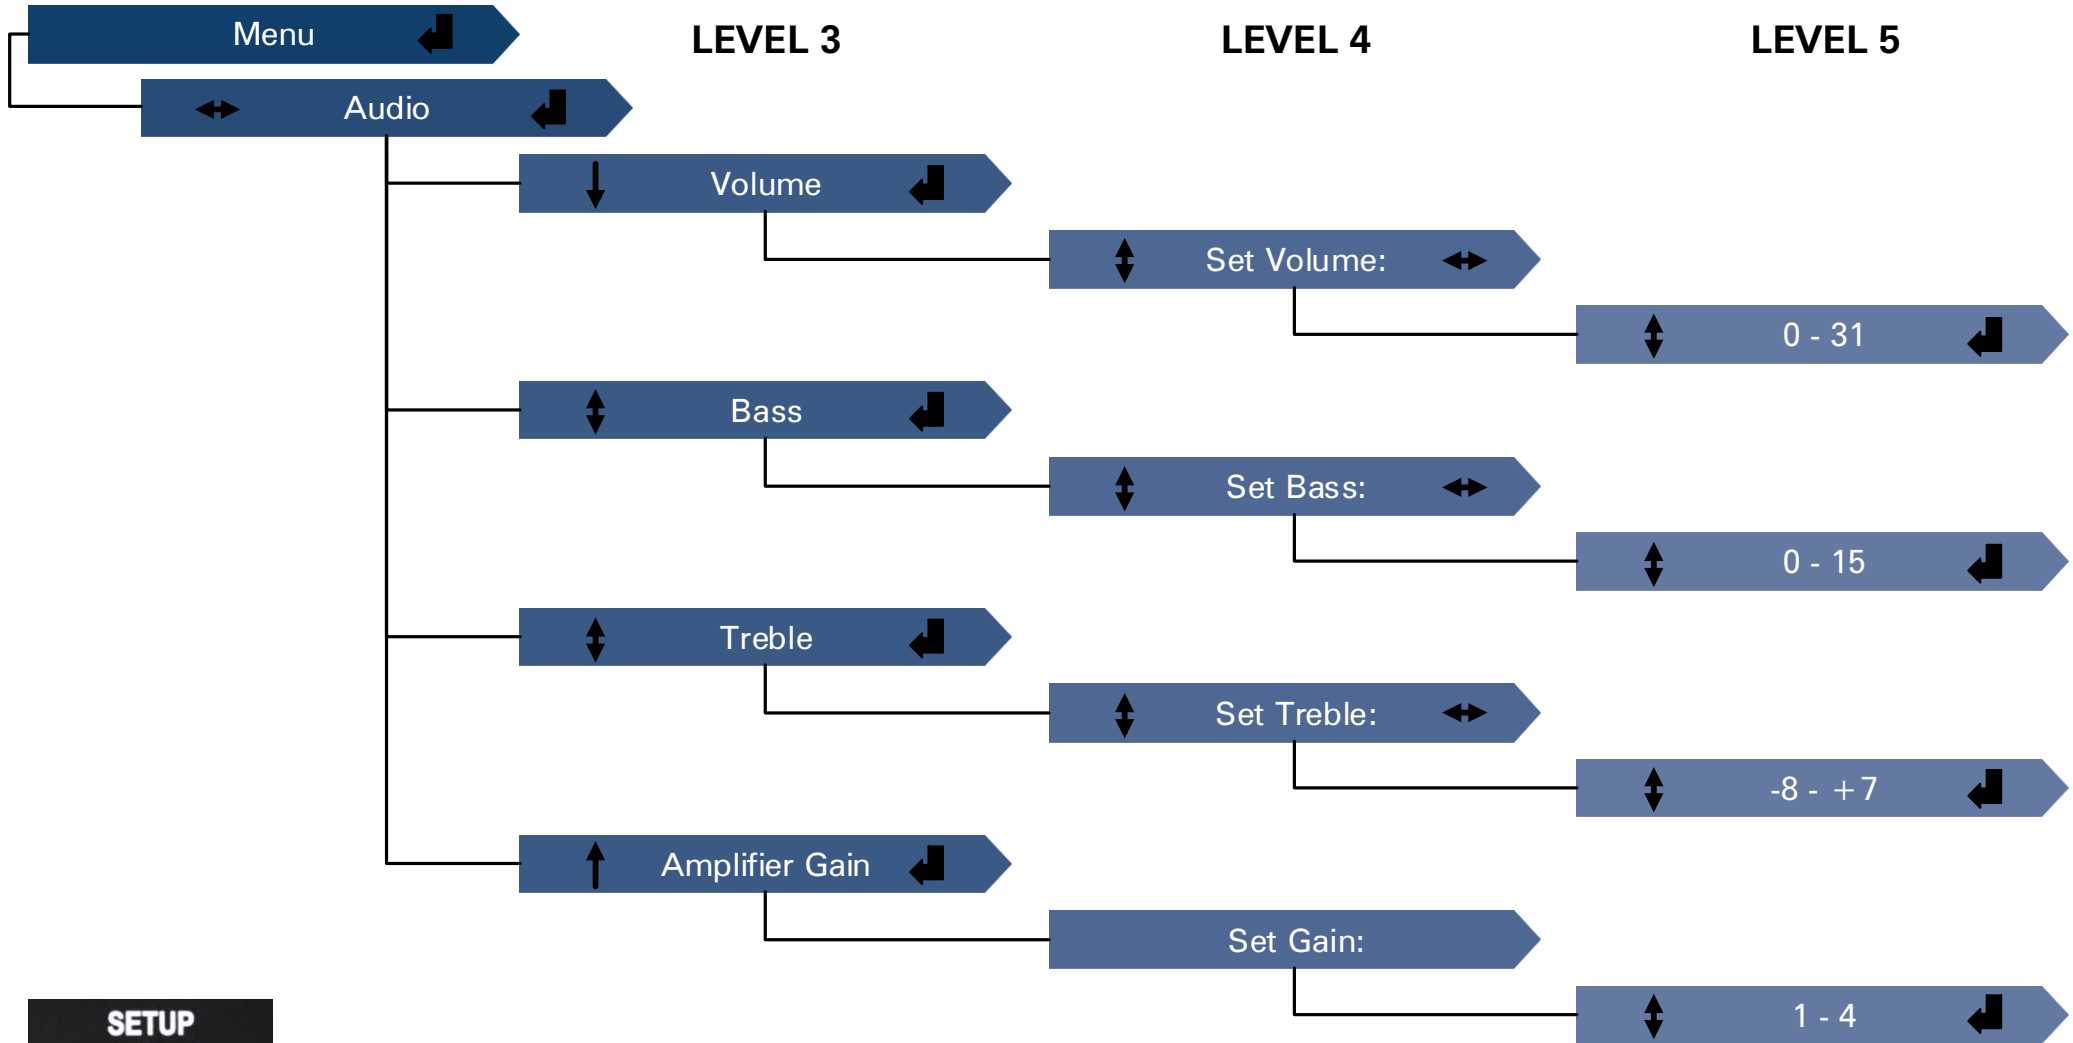 Menu
LEVEL 3
LEVEL 4
LEVEL 5
Audio
Volume
Set Volume:
0 - 31
Bass
Set Bass:
0 - 15
Treble
Set Treble:
-8 - +7
Amplifier Gain
Set Gain:
1 - 4
SETUP